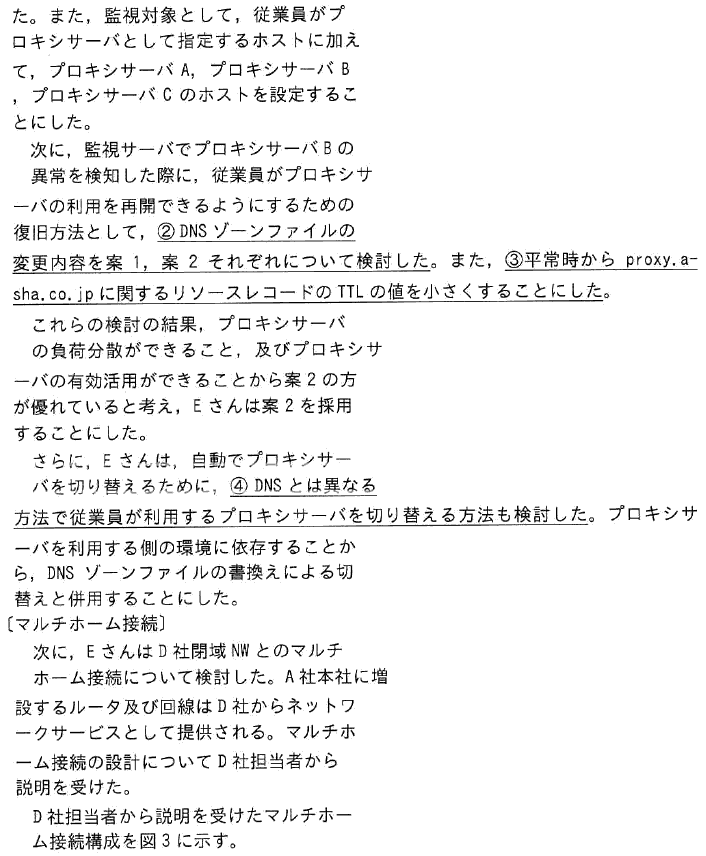 た。また，監視対象として，従業員がプ
ロキシサーバとして指定するホストに加え
て，プロキシサーバ A，プロキシサーバ B
，プロキシサーバ C のホストを設定するこ
とにした。
次に，監視サーバでプロキシサーバ B の
異常を検知した際に，従業員がプロキシサ
ーバの利用を再開できるようにするための
復旧方法として，② DNS ゾーンファイルの
変更内容を案 1，案 2 それぞれについて検討した。また，③平常時から proxy.a-
sha.co.jp に関するリソースレコードの TTL の値を小さくすることにした。
これらの検討の結果，プロキシサーバ
の負荷分散ができること，及びプロキシサ
ーバの有効活用ができることから案 2 の方
が優れていると考え，E さんは案 2 を採用
することにした。
さらに，E さんは，自動でプロキシサー
バを切り替えるために，④ DNS とは異なる
方法で従業員が利用するプロキシサーバを切り替える方法も検討した。プロキシサ
ーバを利用する側の環境に依存することか
ら，DNS ゾーンファイルの書換えによる切
替えと併用することにした。
〔マルチホーム接続〕
次に，E さんは D 社閉域 NW とのマルチ
ホーム接続について検討した。A 社本社に増
設するルータ及び回線は D 社からネットワ
ークサービスとして提供される。マルチホ
ーム接続の設計について D 社担当者から
説明を受けた。
D 社担当者から説明を受けたマルチホー
ム接続構成を図 3 に示す。